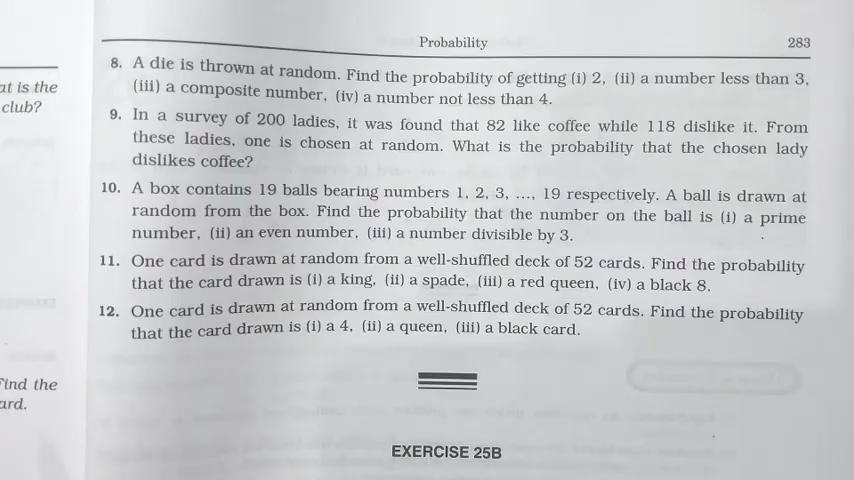 Probability 283
at is the
club?
8. A die is thrown at random. Find the probability of getting (i) 2, (ii) a number less than 3,
(iii) a composite number, (iv) a number not less than 4.
9. In a survey of 200 ladies, it was found that 82 like coffee while 118 dislike it. From
these ladies, one is chosen at random. What is the probability that the chosen lady
dislikes coffee?
10. A box contains 19 balls bearing numbers 1, 2, 3, ..., 19 respectively. A ball is drawn at
random from the box. Find the probability that the number on the ball is (i) a prime
number, (ii) an even number, (iii) a number divisible by 3.
11. One card is drawn at random from a well-shuffled deck of 52 cards. Find the probability
that the card drawn is (i) a king, (ii) a spade, (iii) a red queen, (iv) a black 8.
12. One card is drawn at random from a well-shuffled deck of 52 cards. Find the probability
that the card drawn is (i) a 4, (ii) a queen, (iii) a black card.
Find the
ard.
EXERCISE 25B